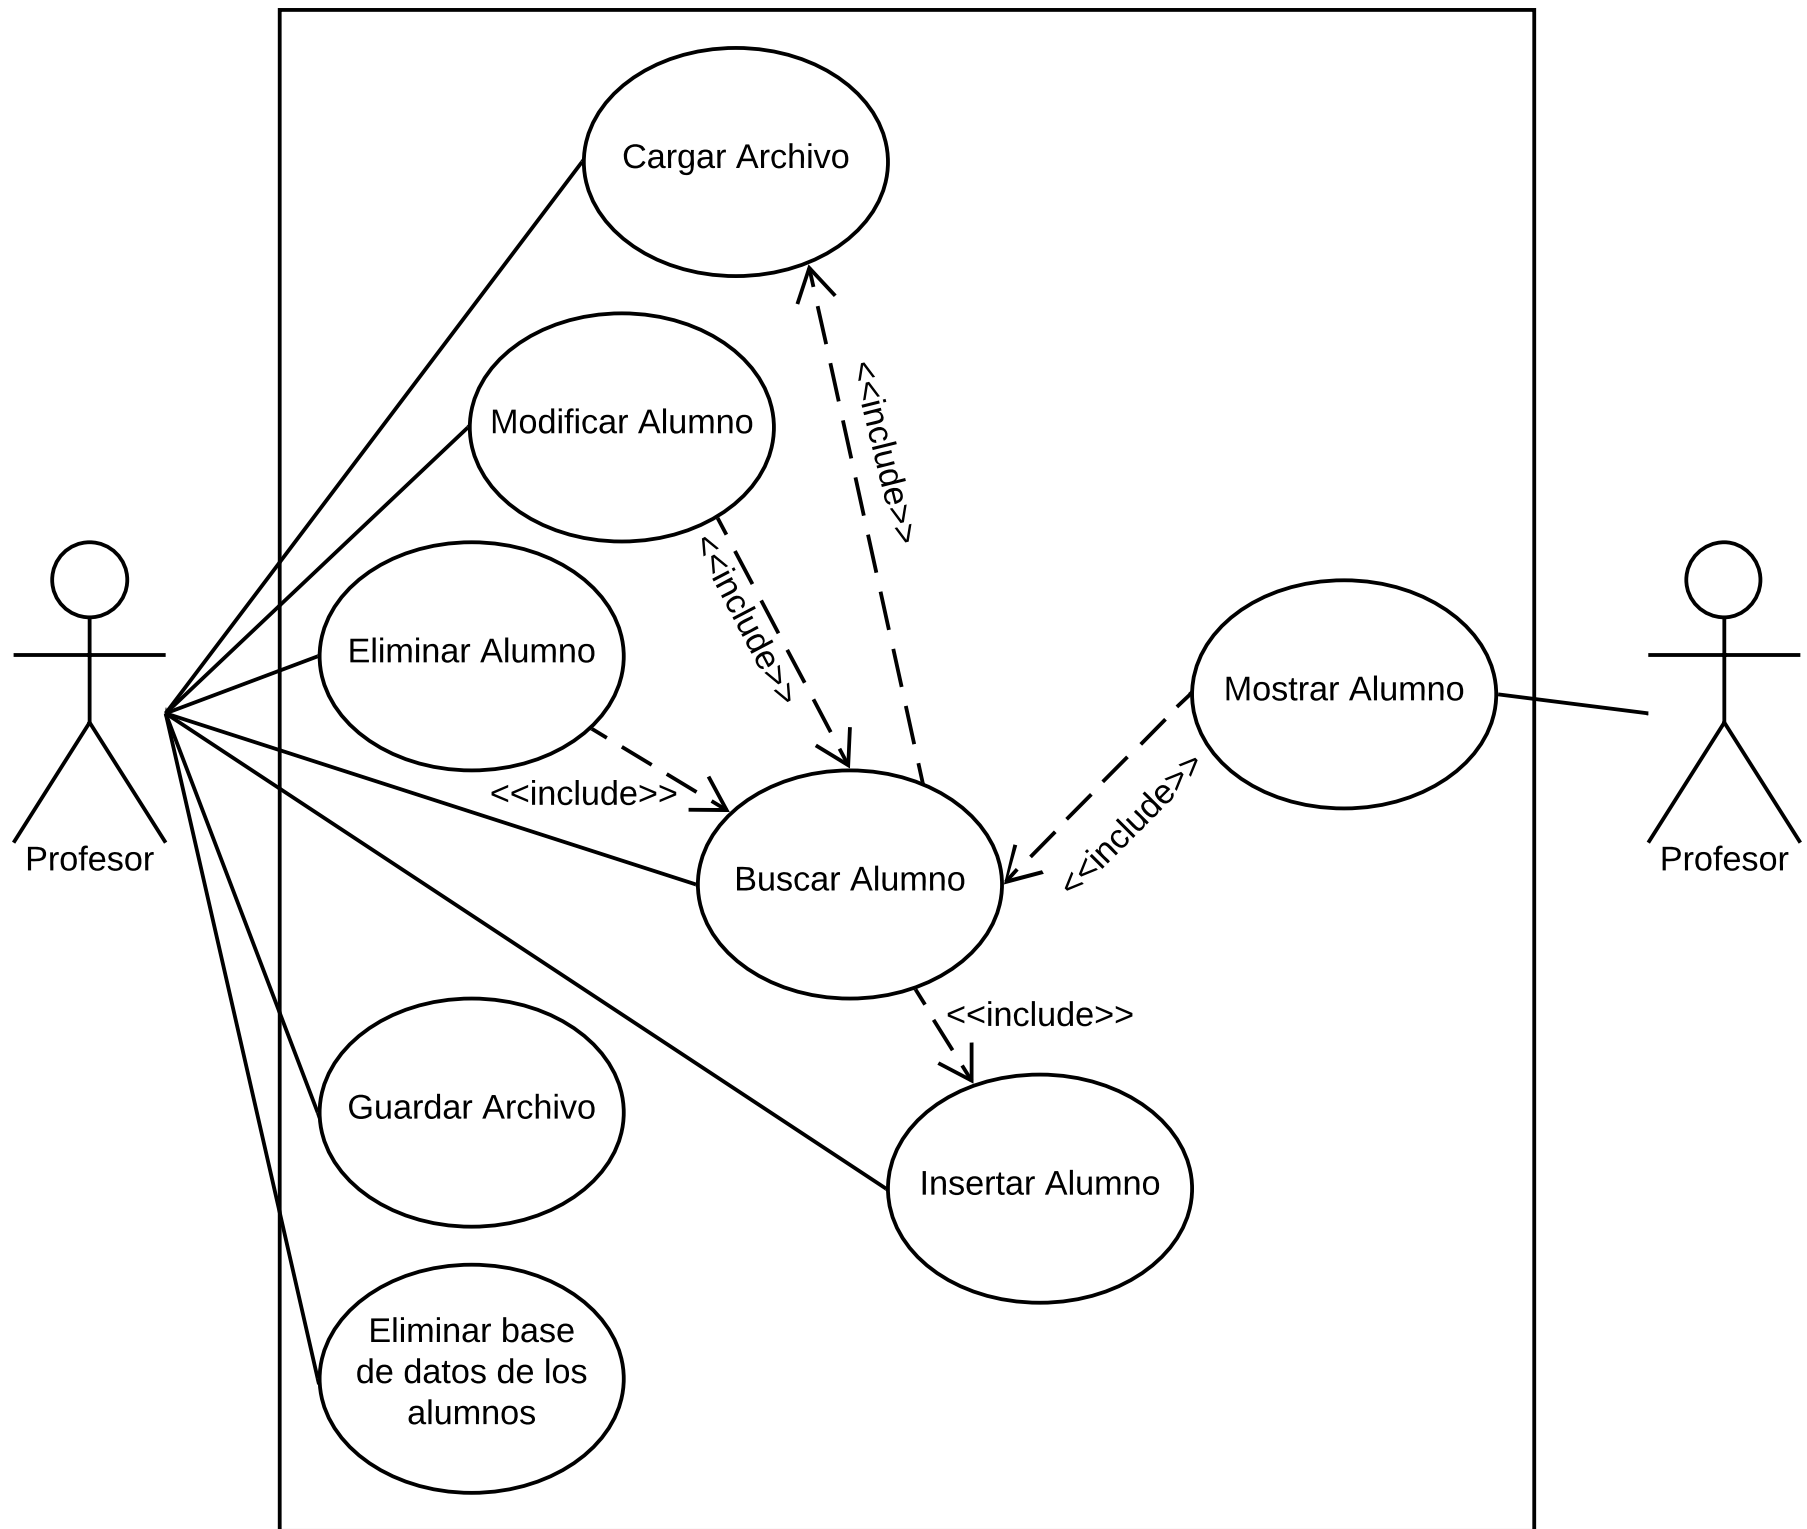 Cargar Archivo
Modificar Alumno
<<include>>
<<include>>
Eliminar Alumno
Mostrar Alumno
<<include>>
<<include>>
Profesor
Buscar Alumno
Profesor
<<include>>
Guardar Archivo
Insertar Alumno
Eliminar base
de datos de los
alumnos